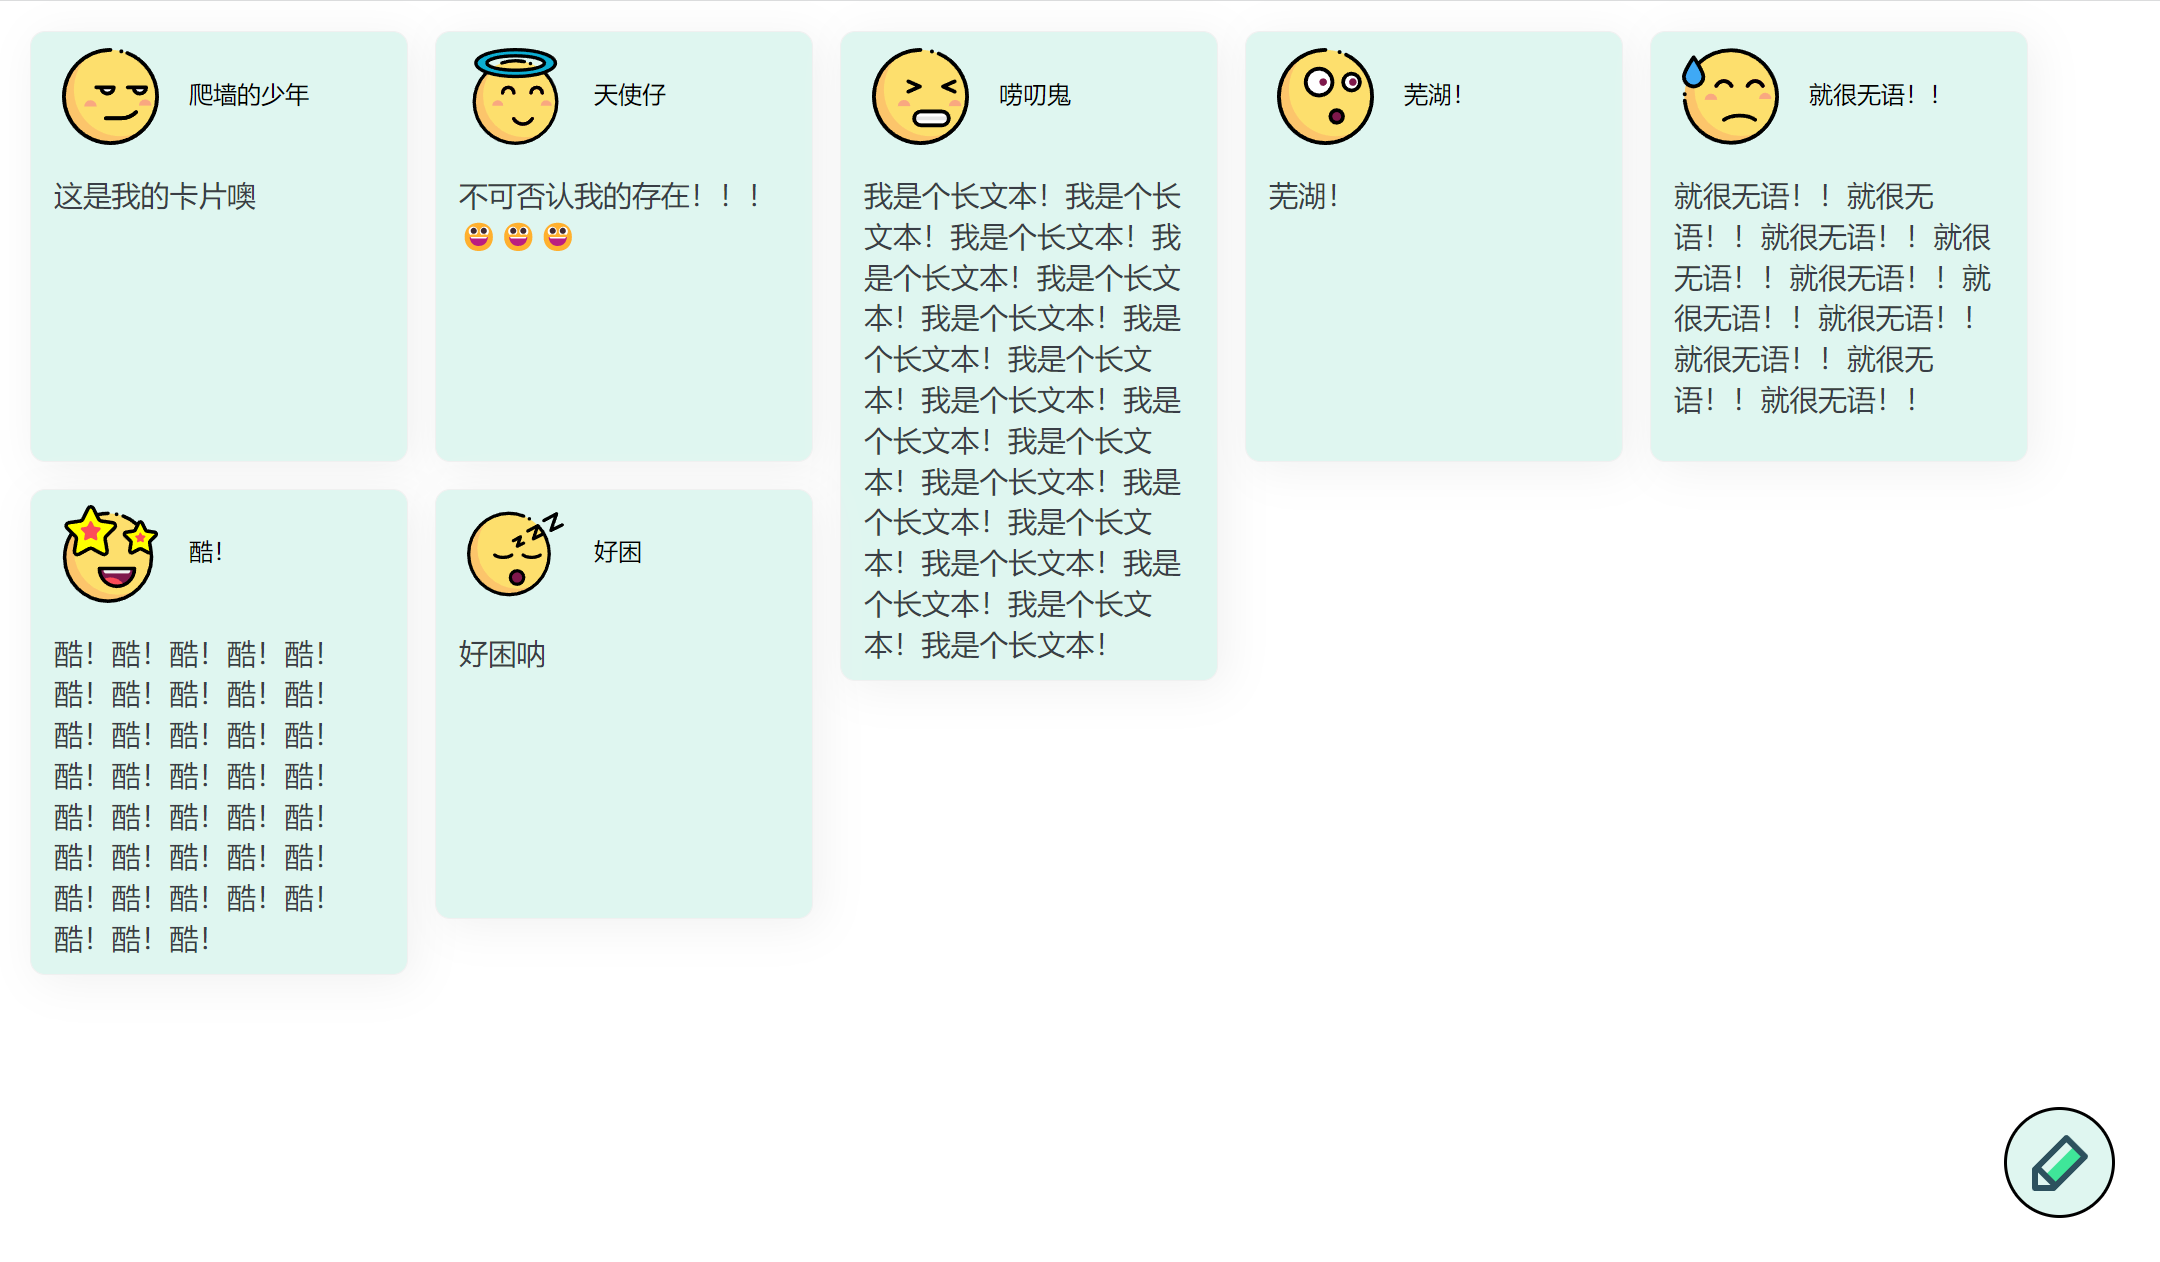 爬墙的少年
这是我的卡片噢
天使仔
不可否认我的存在！！！
😀😀😀
唠叨鬼
我是个长文本！我是个长
文本！我是个长文本！我
是个长文本！我是个长文
本！我是个长文本！我是
个长文本！我是个长文
本！我是个长文本！我是
个长文本！我是个长文
本！我是个长文本！我是
个长文本！我是个长文
本！我是个长文本！我是
个长文本！我是个长文
本！我是个长文本！
芜湖！
芜湖！
就很无语！！
就很无语！！就很无
语！！就很无语！！就很
无语！！就很无语！！就
很无语！！就很无语！！
就很无语！！就很无
语！！就很无语！！
酷！
酷！酷！酷！酷！酷！
酷！酷！酷！酷！酷！
酷！酷！酷！酷！酷！
酷！酷！酷！酷！酷！
酷！酷！酷！酷！酷！
酷！酷！酷！酷！酷！
酷！酷！酷！酷！酷！
酷！酷！酷！
好困
好困呐